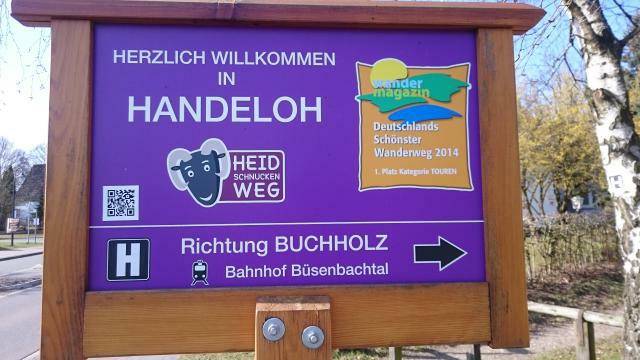 HERZLICH WILLKOMMEN
IN
HANDELOH
wander
magazin
Deutschlands
Schönster
Wanderweg 2014
1. Platz Kategorie TOUREN
HEID
SCHNUCKEN
WEG
H
Richtung BUCHHOLZ
Bahnhof Büsenbachtal